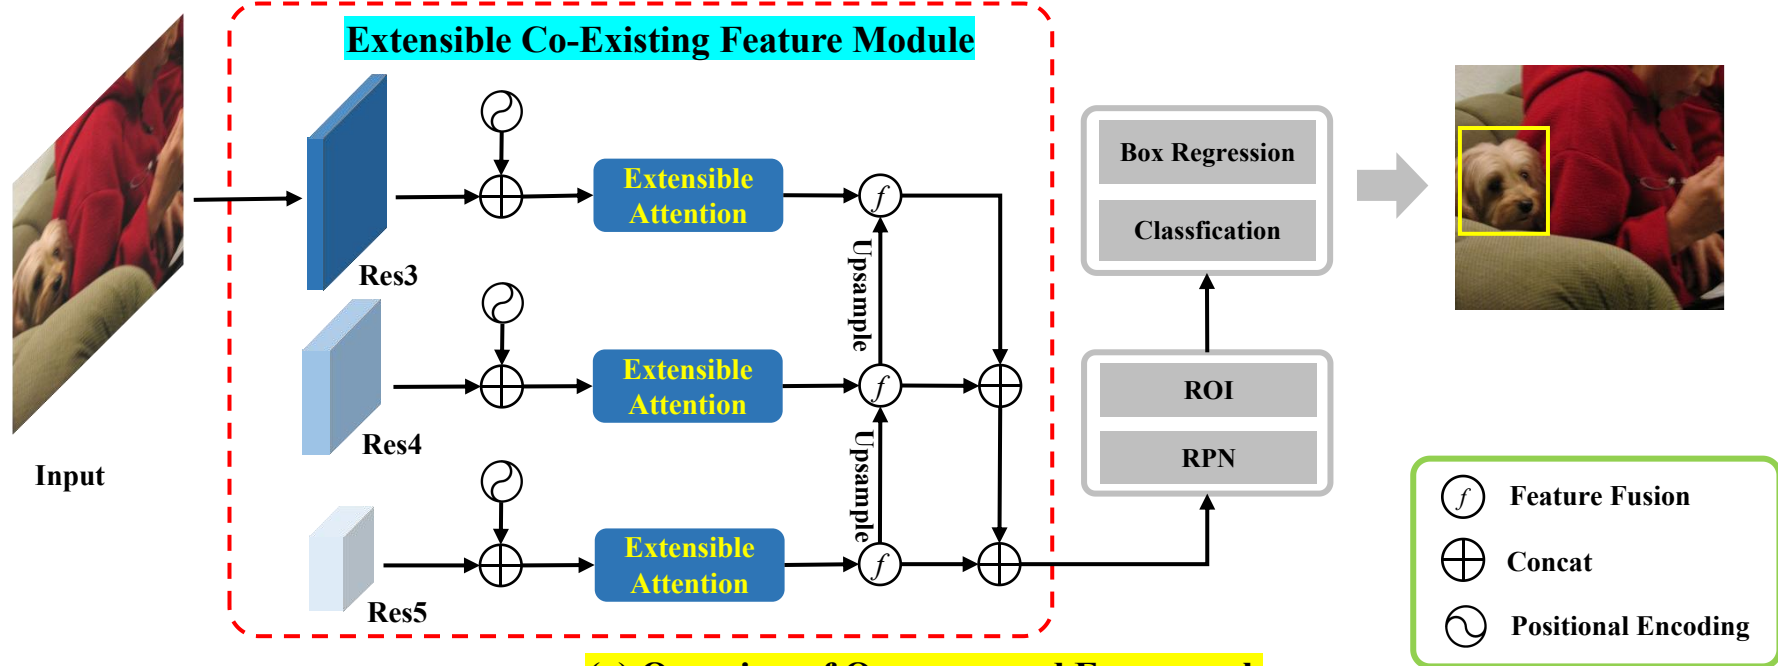 Extensible Co-Existing Feature Module
Input
Res3
Extensible
Attention
f
Upsample
Res4
Extensible
Attention
f
Upsample
Res5
Extensible
Attention
f
Box Regression
Classfication
ROI
RPN
f Feature Fusion
Concat
Positional Encoding